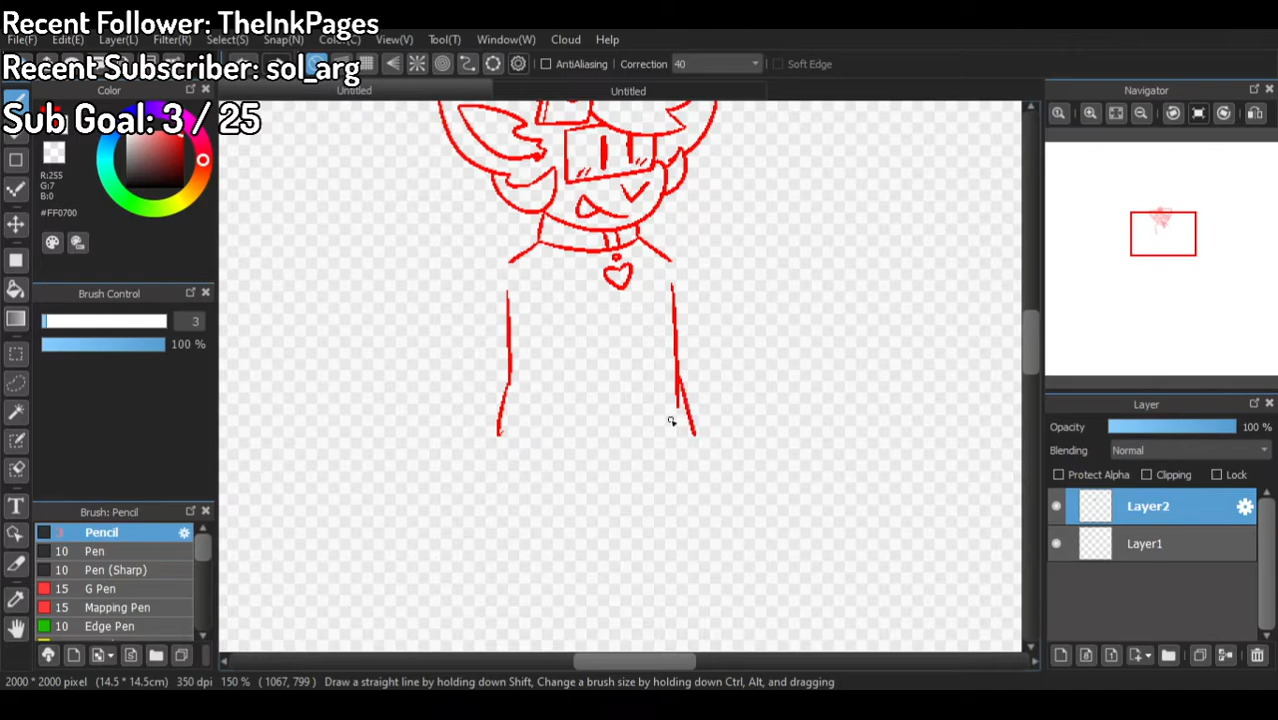 Recent Follower: TheInkPages
File(F) Edit(E) Layer(L) Filter(R) Select(S) Snap(N) Color(C) View(V) Tool(T) Window(W) Cloud Help
Recent Subscriber: sol_arg
AntiAliasing Correction 40 Soft Edge
Color Untitled Untitled Navigator
Sub Goal: 3 / 25
R:255
G:7
B:0
#FF0700
Brush Control
3
100 %
Layer
Opacity 100 %
Blending Normal
Protect Alpha Clipping Lock
Layer2
Layer1
Brush: Pencil
3 Pencil
10 Pen
10 Pen (Sharp)
15 G Pen
15 Mapping Pen
10 Edge Pen
2000 * 2000 pixel (14.5 * 14.5cm) 350 dpi 150 % ( 1067, 799 ) Draw a straight line by holding down Shift, Change a brush size by holding down Ctrl, Alt, and dragging